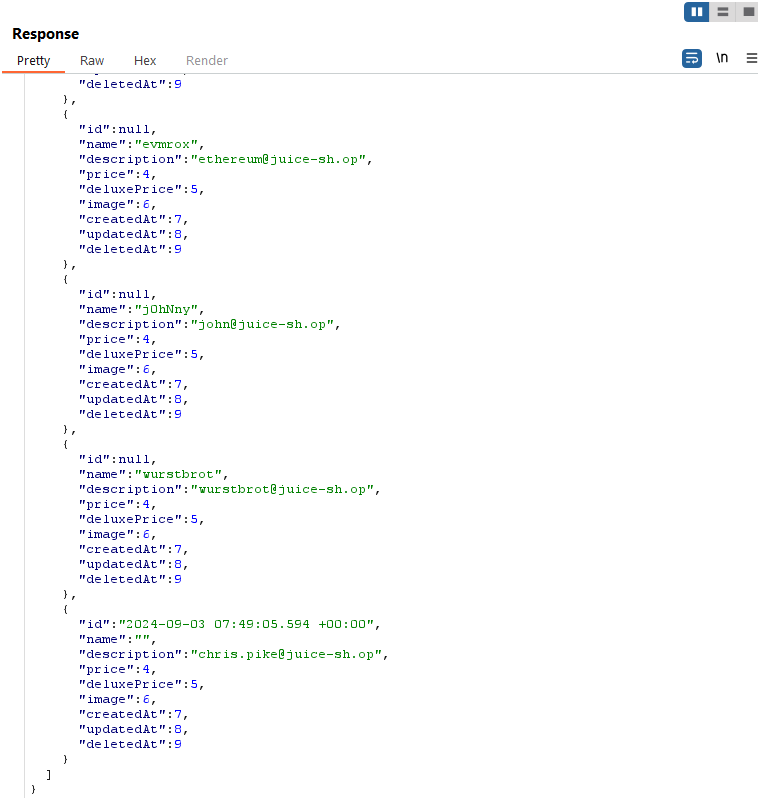 Response
Pretty Raw Hex Render \n
"deletedAt":9
},
{
"id":null,
"name":"evmrox",
"description":"ethereum@juice-sh.op",
"price":4,
"deluxePrice":5,
"image":6,
"createdAt":7,
"updatedAt":8,
"deletedAt":9
},
{
"id":null,
"name":"j0hNny",
"description":"john@juice-sh.op",
"price":4,
"deluxePrice":5,
"image":6,
"createdAt":7,
"updatedAt":8,
"deletedAt":9
},
{
"id":null,
"name":"wurstbrot",
"description":"wurstbrot@juice-sh.op",
"price":4,
"deluxePrice":5,
"image":6,
"createdAt":7,
"updatedAt":8,
"deletedAt":9
},
{
"id":"2024-09-03 07:49:05.594 +00:00",
"name":"",
"description":"chris.pike@juice-sh.op",
"price":4,
"deluxePrice":5,
"image":6,
"createdAt":7,
"updatedAt":8,
"deletedAt":9
}
]
}